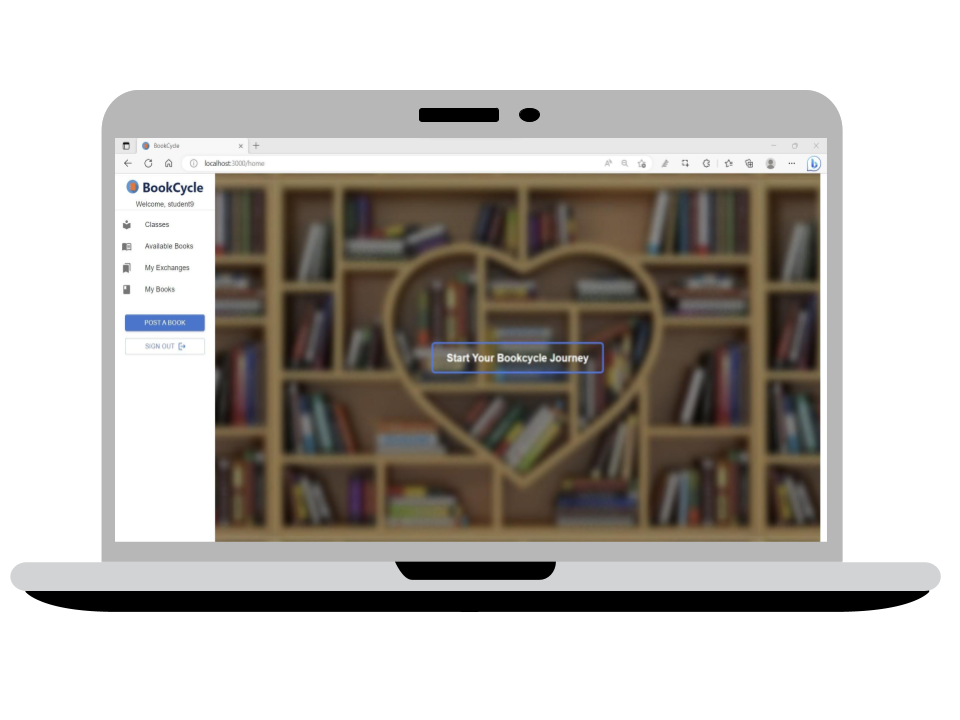 BookCycle
localhost:3000/home
BookCycle
Welcome, student9
Classes
Available Books
My Exchanges
My Books
POST A BOOK
SIGN OUT
Start Your Bookcycle Journey